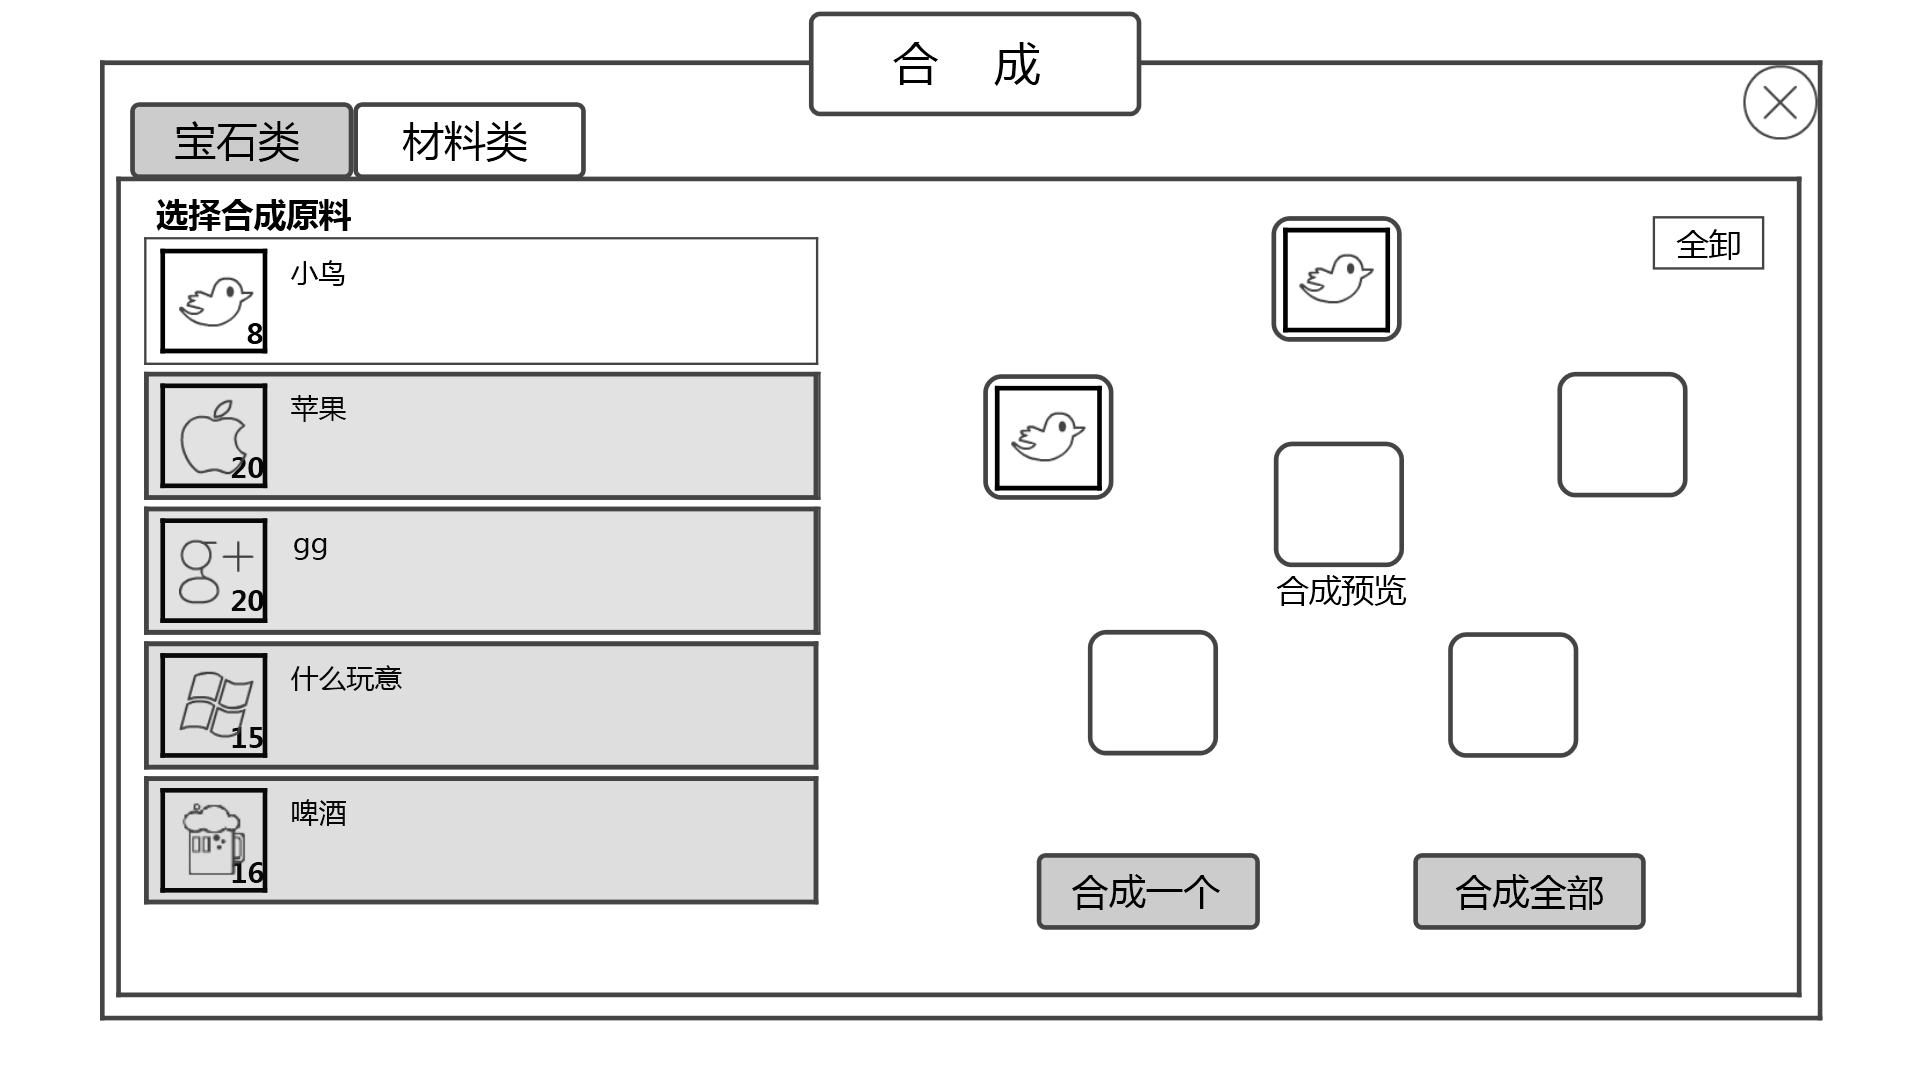 合 成
宝石类
材料类
选择合成原料
全卸
小鸟
8
苹果
20
gg
g+
20
什么玩意
15
啤酒
16
合成预览
合成一个
合成全部